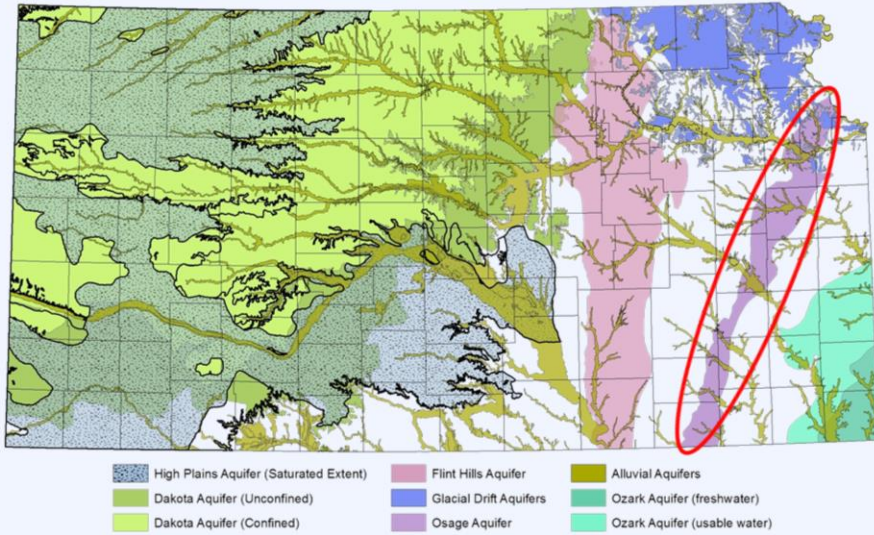 High Plains Aquifer (Saturated Extent)
Flint Hills Aquifer
Alluvial Aquifers
Dakota Aquifer (Unconfined)
Glacial Drift Aquifers
Ozark Aquifer (freshwater)
Dakota Aquifer (Confined)
Osage Aquifer
Ozark Aquifer (usable water)